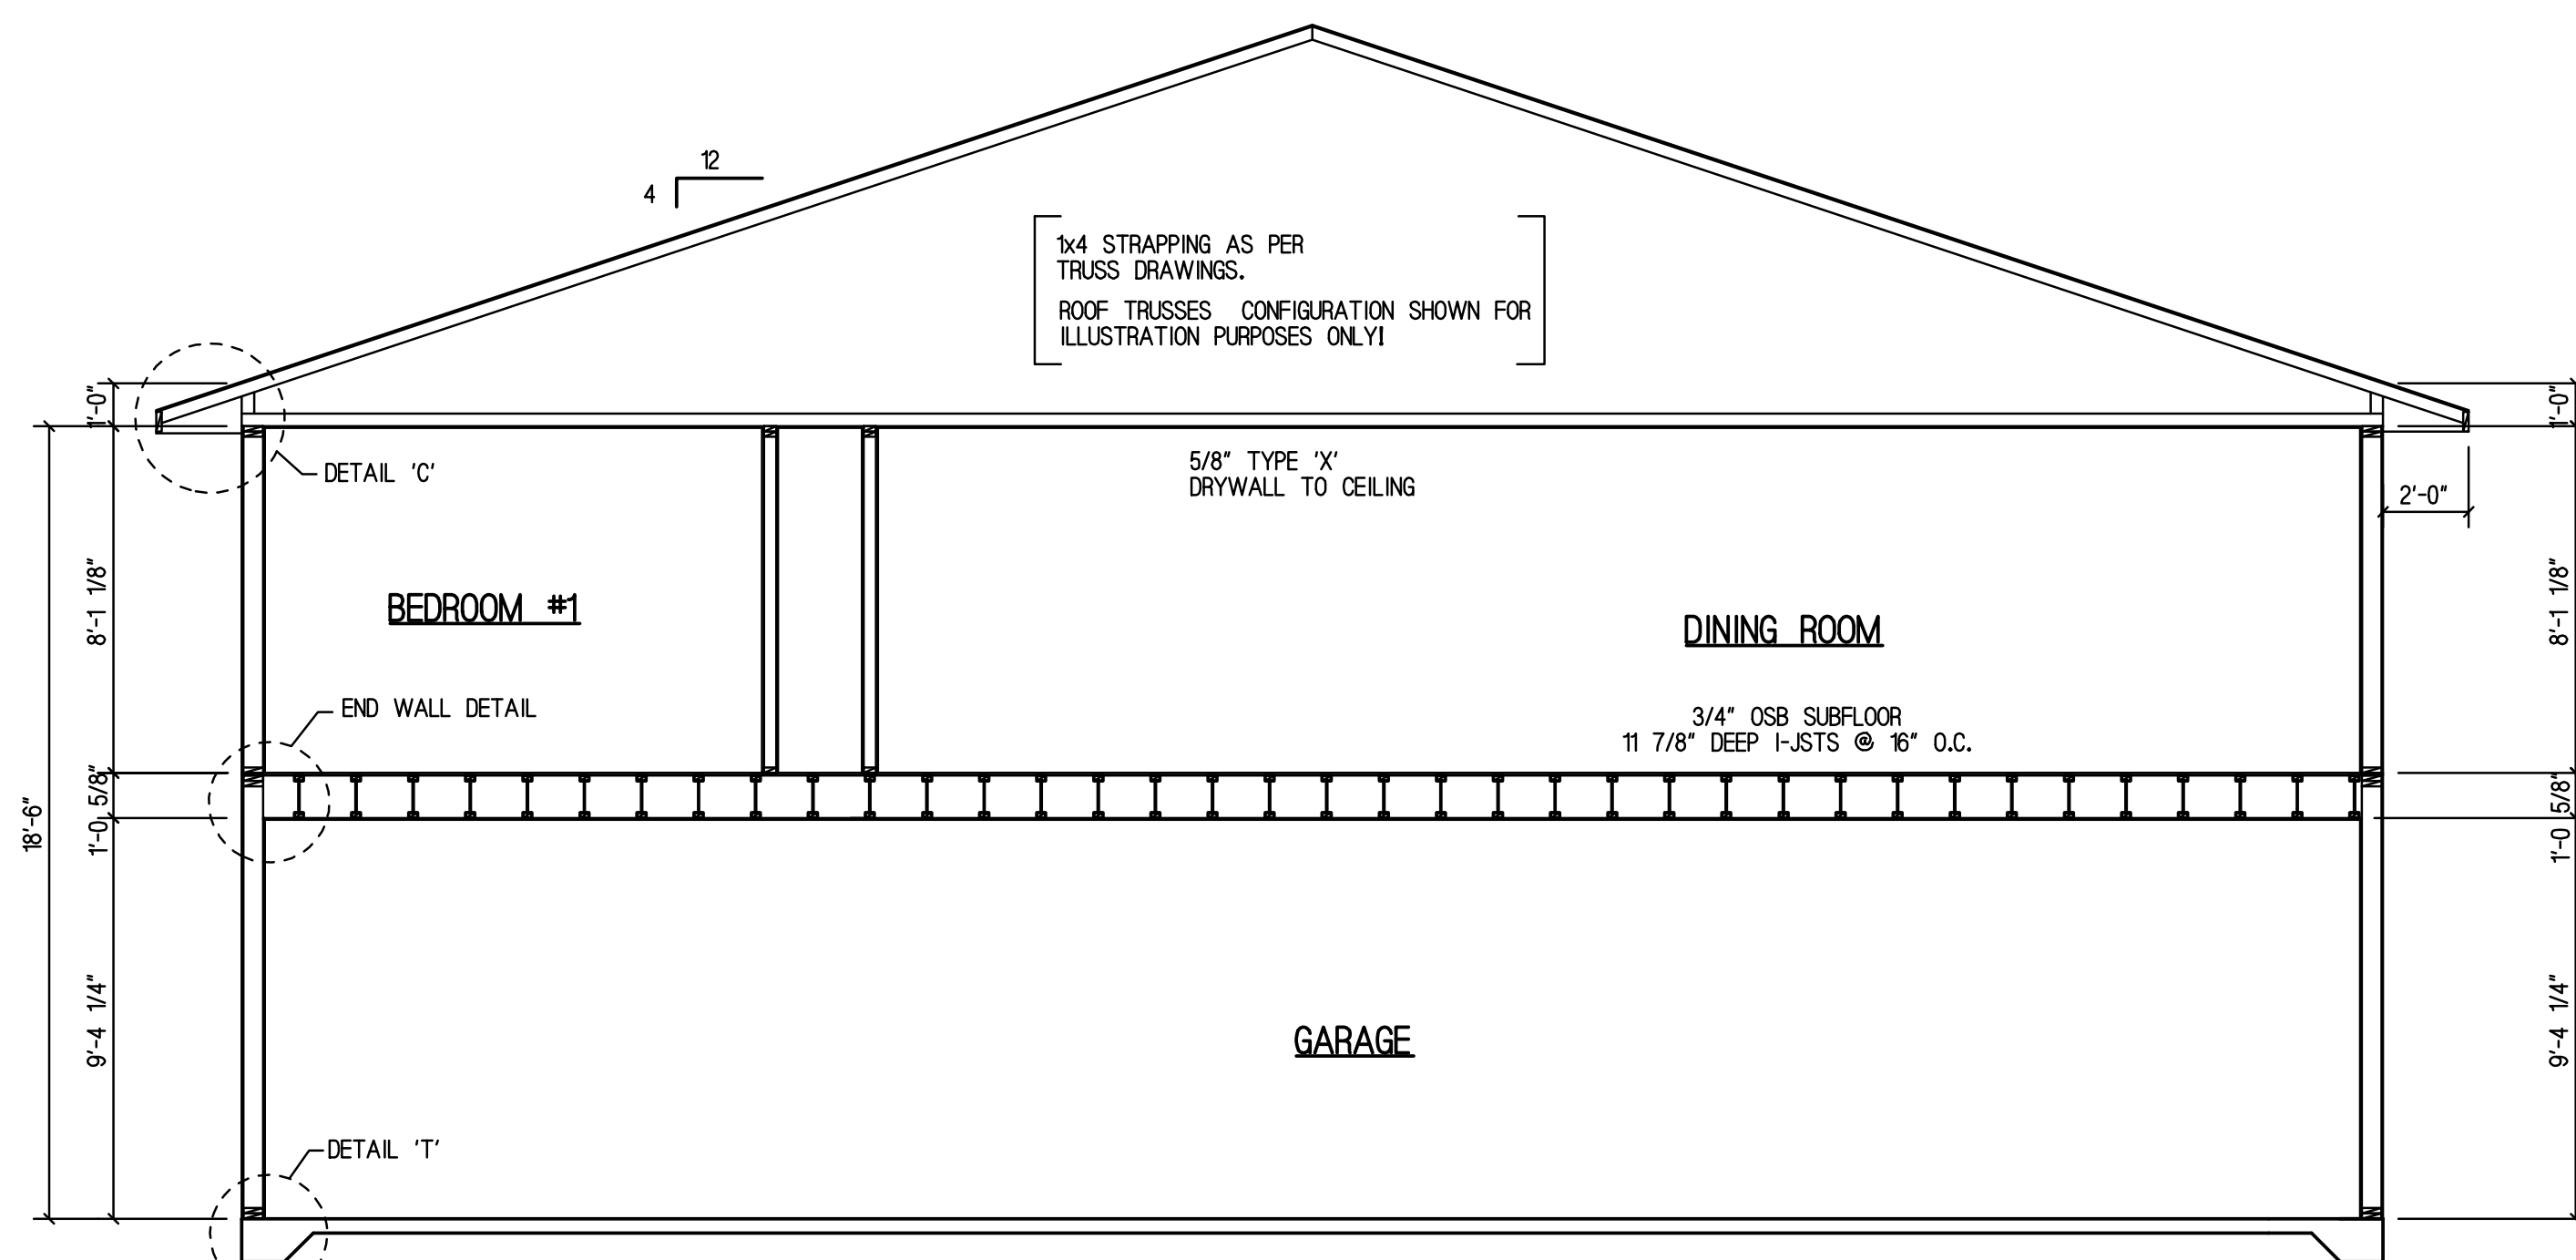 12
4
1x4 STRAPPING AS PER
TRUSS DRAWINGS.
ROOF TRUSSES CONFIGURATION SHOWN FOR
ILLUSTRATION PURPOSES ONLY!
1'-0"
1'-0"
DETAIL 'C'
5/8" TYPE 'X'
DRYWALL TO CEILING
2'-0"
8'-1 1/8"
BEDROOM #1
DINING ROOM
8'-1 1/8"
END WALL DETAIL
3/4" OSB SUBFLOOR
11 7/8" DEEP I-JSTS @ 16" O.C.
18'-6"
1'-0 5/8"
1'-0 5/8"
9'-4 1/4"
GARAGE
9'-4 1/4"
DETAIL 'T'